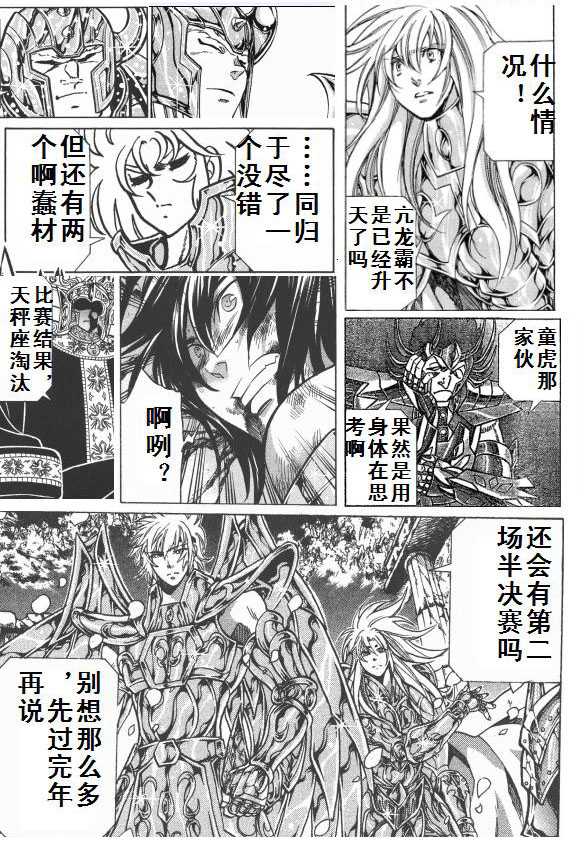 什么情
况！
亢龙霸不
是已经升
天了吗
……同归
于尽了一
个没错
但还有两
个啊蠢材
童虎那
家伙
果然是用
身体在思
考啊
啊咧？
比赛结果，
天秤座淘汰
还会有第二
场半决赛吗
别想那么多
，先过完年
再说